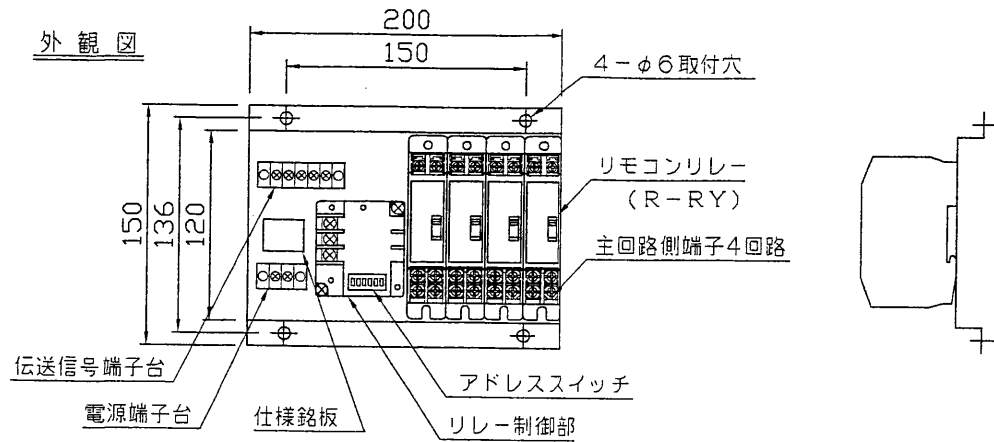 外観図
200
150
4－φ6取付穴
150
136
120
リモコンリレー
（R－RY）
主回路側端子4回路
伝送信号端子台
電源端子台
仕様銘板
アドレススイッチ
リレー制御部